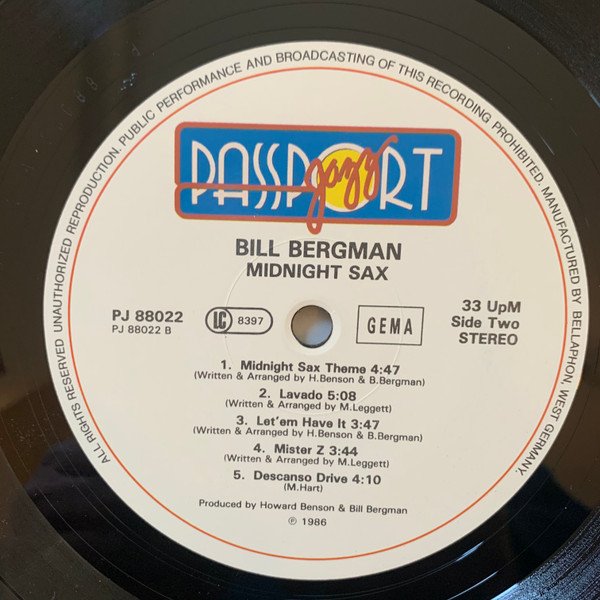 ALL RIGHTS RESERVED. UNAUTHORIZED REPRODUCTION. PUBLIC PERFORMANCE AND BROADCASTING OF THIS RECORDING PROHIBITED. MANUFACTURED BY BELLAPHON, WEST GERMANY.
PASSPORT
jazz
BILL BERGMAN
MIDNIGHT SAX
PJ 88022
PJ 88022 B
LC 8397
GEMA
33 UpM
Side Two
STEREO
1. Midnight Sax Theme 4:47
(Written & Arranged by H.Benson & B.Bergman)
2. Lavado 5:08
(Written & Arranged by M.Leggett)
3. Let'em Have It 3:47
(Written & Arranged by H.Benson & B.Bergman)
4. Mister Z 3:44
(Written & Arranged by M.Leggett)
5. Descanso Drive 4:10
(M.Hart)
Produced by Howard Benson & Bill Bergman
℗ 1986